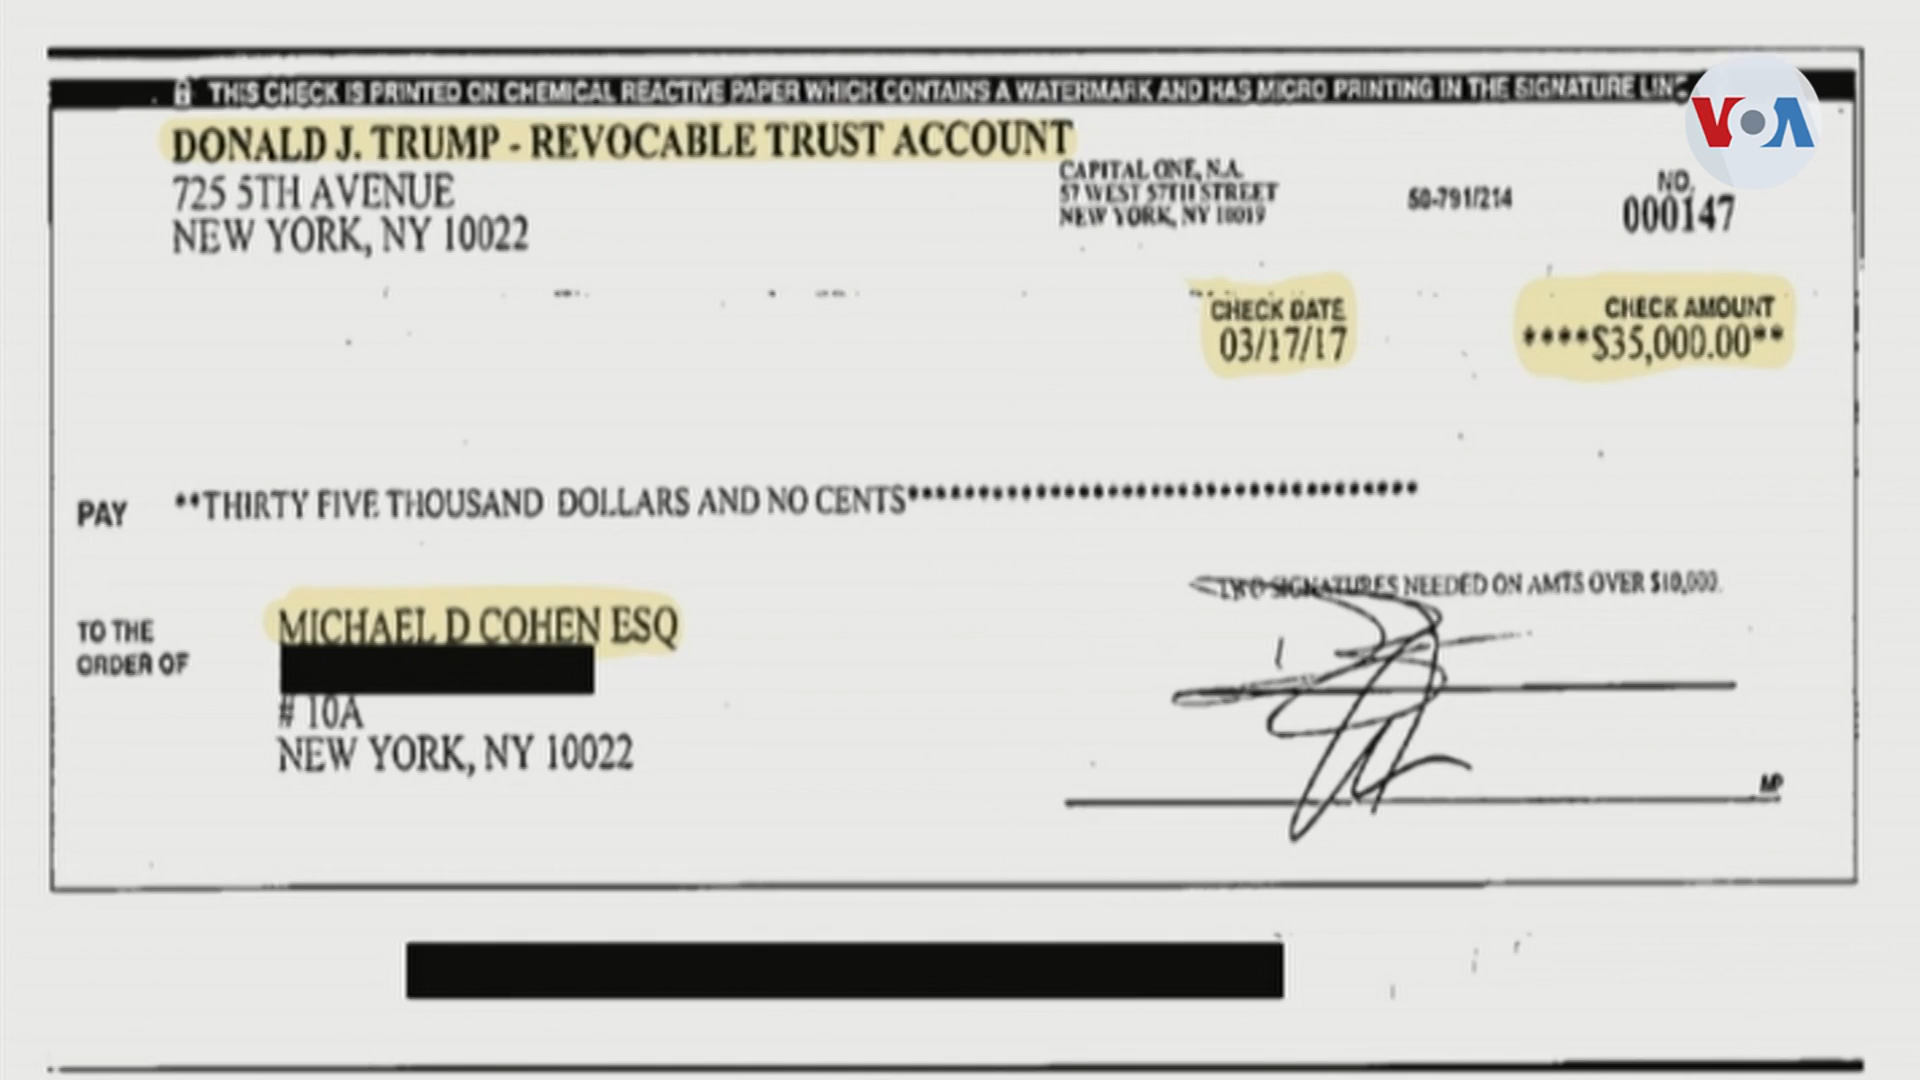 THIS CHECK IS PRINTED ON CHEMICAL REACTIVE PAPER WHICH CONTAINS A WATERMARK AND HAS MICRO PRINTING IN THE SIGNATURE LINE
VOA
DONALD J. TRUMP - REVOCABLE TRUST ACCOUNT
725 5TH AVENUE
NEW YORK, NY 10022
CAPITAL ONE, N.A.
57 WEST 57TH STREET
NEW YORK, NY 10019
50-791/214
NO.
000147
CHECK DATE
03/17/17
CHECK AMOUNT
****$35,000.00**
PAY **THIRTY FIVE THOUSAND DOLLARS AND NO CENTS************************************
TO THE
ORDER OF
MICHAEL D COHEN ESQ
# 10A
NEW YORK, NY 10022
TWO SIGNATURES NEEDED ON AMTS OVER $10,000.
MP